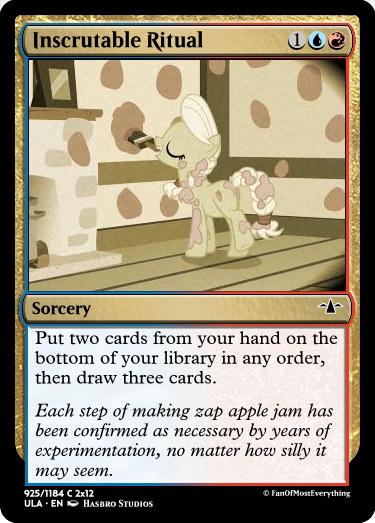 Inscrutable Ritual 1
Sorcery
Put two cards from your hand on the
bottom of your library in any order,
then draw three cards.
Each step of making zap apple jam has
been confirmed as necessary by years of
experimentation, no matter how silly it
may seem.
925/1184 C 2x12
ULA · EN Hasbro Studios © FanOfMostEverything